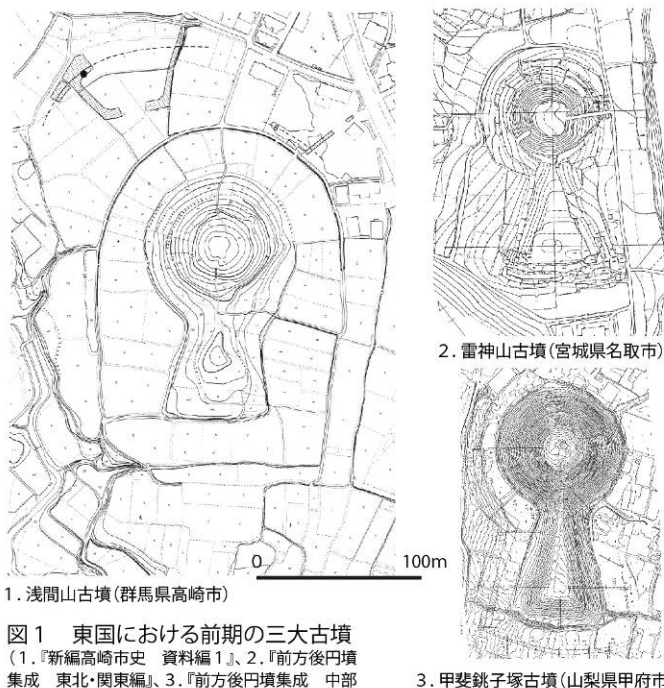 1．浅間山古墳（群馬県高崎市）
0 100m
2．雷神山古墳（宮城県名取市）
3．甲斐銚子塚古墳（山梨県甲府市
図1　東国における前期の三大古墳
（1.『新編高崎市史　資料編1』、2.『前方後円墳
集成　東北・関東編』、3.『前方後円墳集成　中部